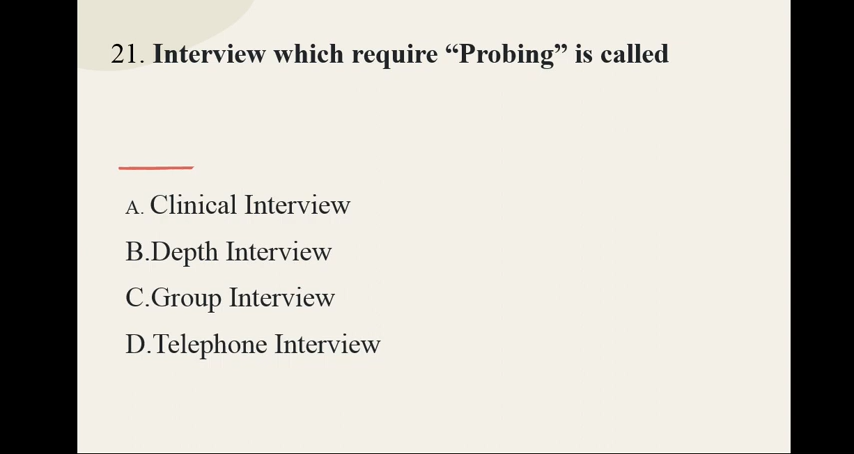 21. Interview which require “Probing” is called
A. Clinical Interview
B.Depth Interview
C.Group Interview
D.Telephone Interview